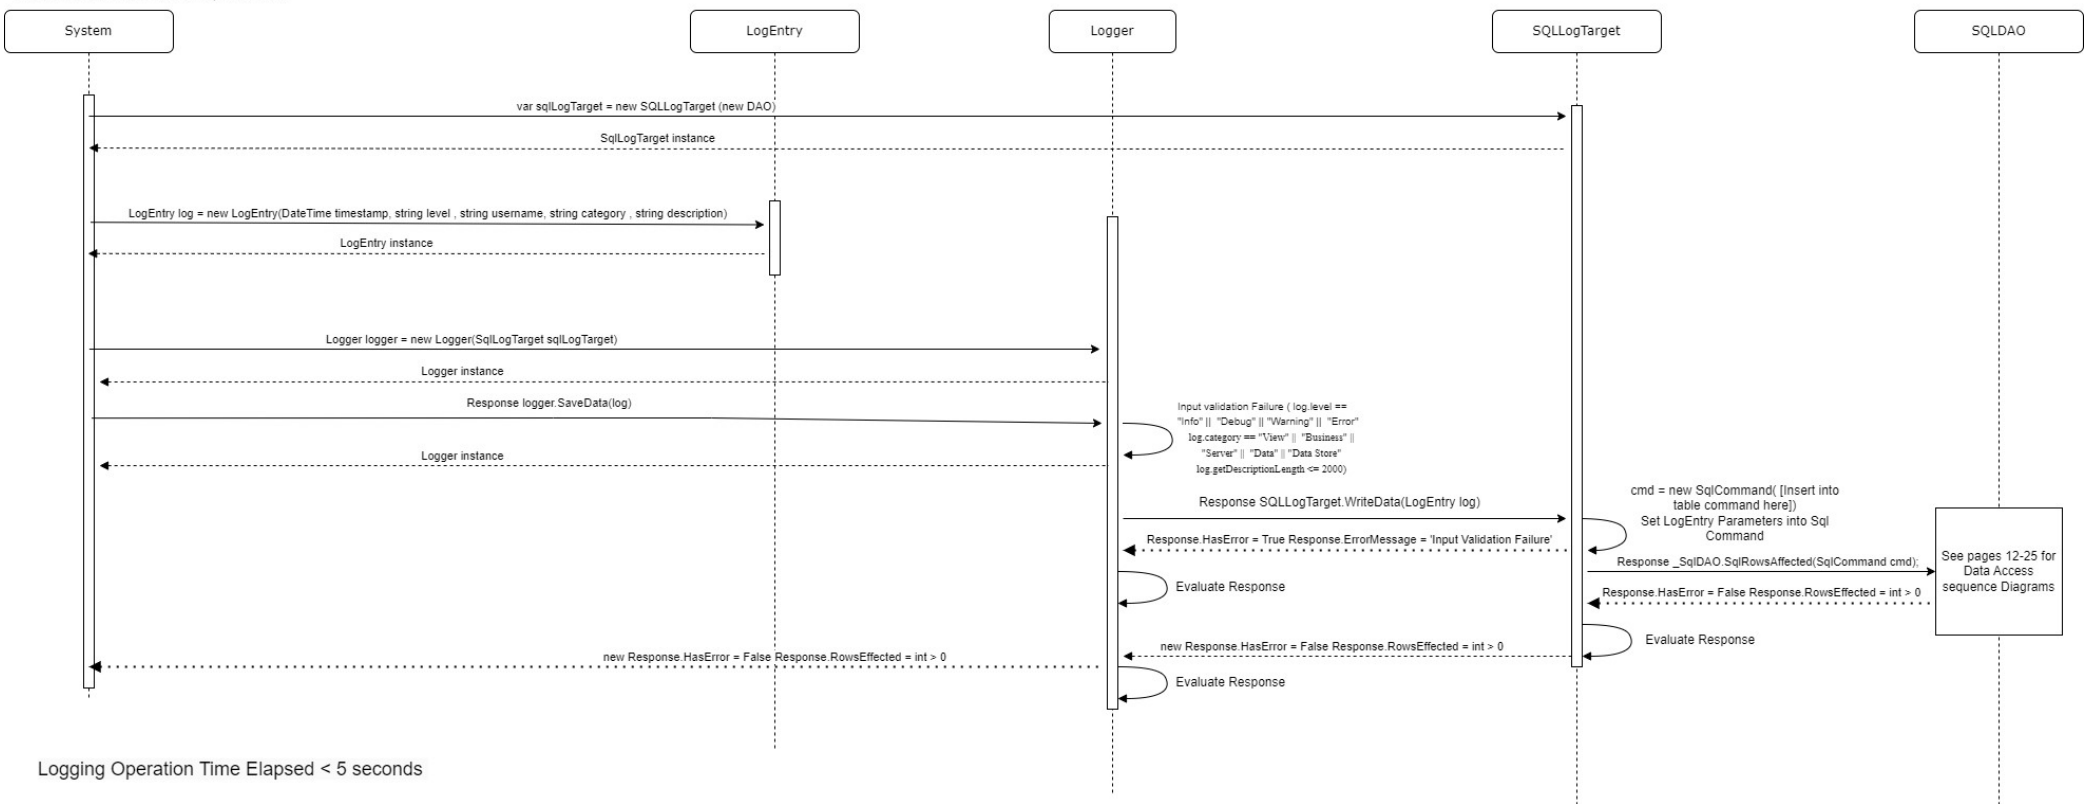 System
LogEntry
Logger
SQLLogTarget
SQLDAO
var sqlLogTarget = new SQLLogTarget (new DAO)
SqlLogTarget instance
LogEntry log = new LogEntry(DateTime timestamp, string level , string username, string category , string description)
LogEntry instance
Logger logger = new Logger(SqlLogTarget sqlLogTarget)
Logger instance
Response logger.SaveData(log)
Input validation Failure ( log.level ==
"Info" || "Debug" || "Warning" || "Error"
log.category == "View" || "Business" ||
"Server" || "Data" || "Data Store"
log.getDescriptionLength <= 2000)
Logger instance
Response SQLLogTarget.WriteData(LogEntry log)
cmd = new SqlCommand( [Insert into
table command here])
Set LogEntry Parameters into Sql
Command
Response.HasError = True Response.ErrorMessage = 'Input Validation Failure'
Response _SqlDAO.SqlRowsAffected(SqlCommand cmd);
See pages 12-25 for
Data Access
sequence Diagrams
Evaluate Response
Response.HasError = False Response.RowsEffected = int > 0
Evaluate Response
new Response.HasError = False Response.RowsEffected = int > 0
new Response.HasError = False Response.RowsEffected = int > 0
Evaluate Response
Logging Operation Time Elapsed < 5 seconds